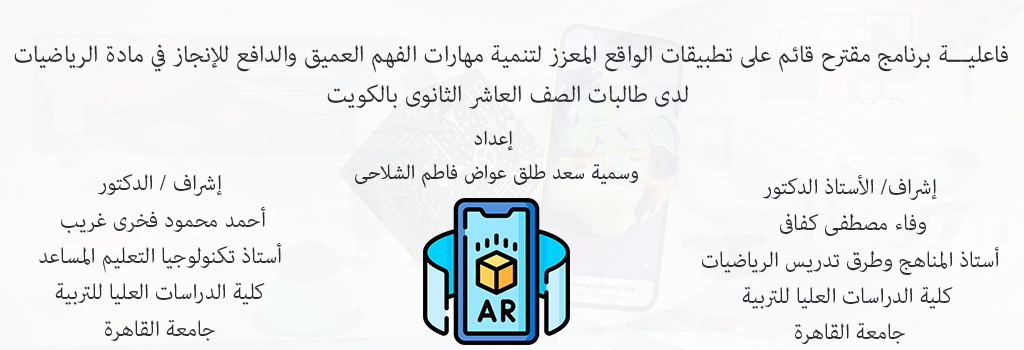 فاعليـــة برنامج مقترح قائم على تطبيقات الواقع المعزز لتنمية مهارات الفهم العميق والدافع للإنجاز في مادة الرياضيات
لدى طالبات الصف العاشر الثانوى بالكويت
إعداد
وسمية سعد طلق عواض فاطم الشلاحى
إشراف/ الأستاذ الدكتور
وفاء مصطفى كفافى
أستاذ المناهج وطرق تدريس الرياضيات
كلية الدراسات العليا للتربية
جامعة القاهرة
إشراف / الدكتور
أحمد محمود فخرى غريب
أستاذ تكنولوجيا التعليم المساعد
كلية الدراسات العليا للتربية
جامعة القاهرة
AR